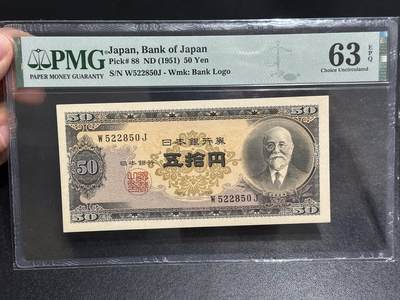 PMG
PAPER MONEY GUARANTY
Japan, Bank of Japan
Pick# 88 ND (1951) 50 Yen
S/N W522850J - Wmk: Bank Logo
63 EPQ
Choice Uncirculated
50
50
W522850J
日本銀行券
50
日本銀行
五拾円
W522850J
50
50